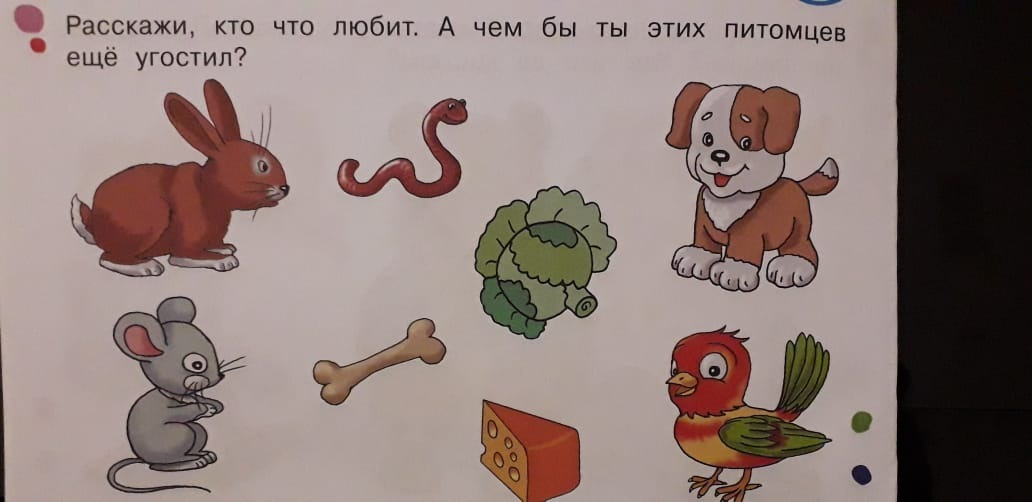 Расскажи, кто что любит. А чем бы ты этих питомцев
ещё угостил?